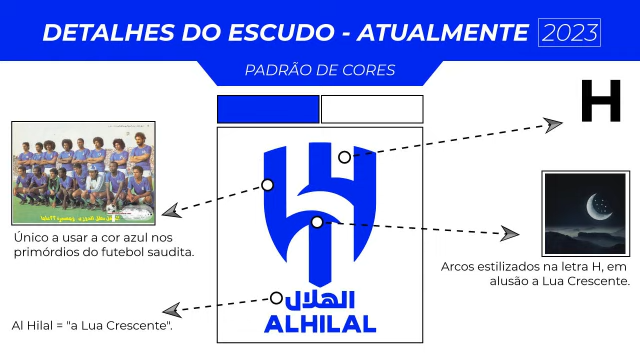 DETALHES DO ESCUDO - ATUALMENTE 2023
PADRÃO DE CORES
H
Único a usar a cor azul nos
primórdios do futebol saudita.
Arcos estilizados na letra H, em
alusão a Lua Crescente.
Al Hilal = "a Lua Crescente".
الهلال
ALHILAL